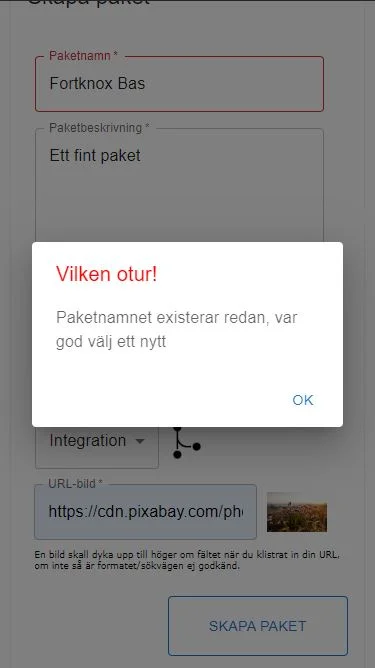 Skapa paket
Paketnamn *
Fortknox Bas
Paketbeskrivning *
Ett fint paket
Vilken otur!
Paketnamnet existerar redan, var
god välj ett nytt
OK
Integration
URL-bild *
https://cdn.pixabay.com/ph
En bild skall dyka upp till höger om fältet när du klistrat in din URL,
om inte så är formatet/sökvägen ej godkänd.
SKAPA PAKET